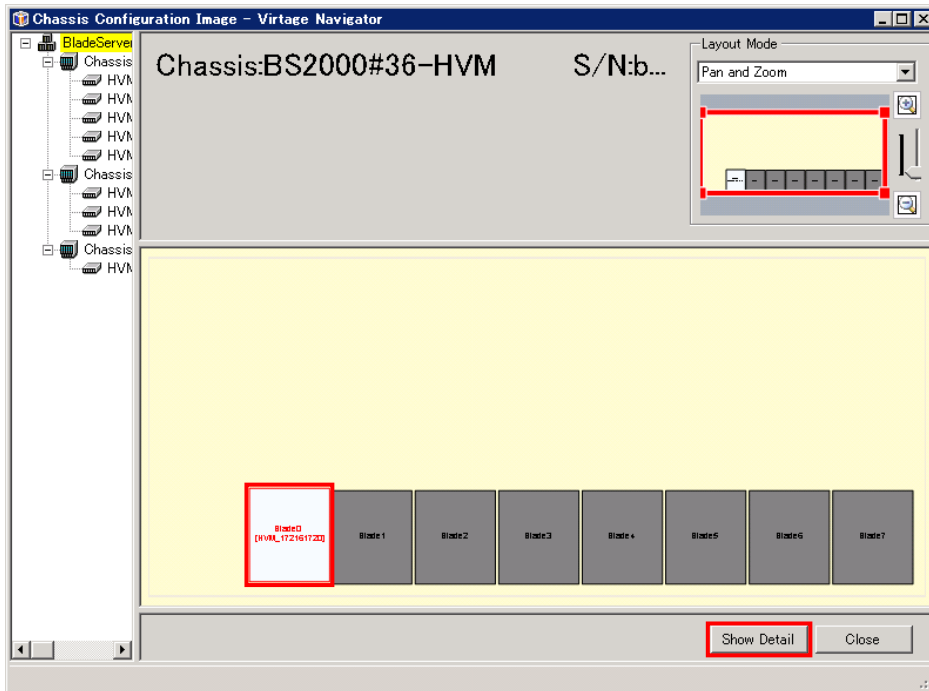 Chassis Configuration Image - Virtage Navigator
BladeServer
Chassis
HVM
HVM
HVM
HVM
HVM
Chassis
HVM
HVM
HVM
Chassis
HVM
Chassis:BS2000#36-HVM S/N:b...
Layout Mode
Pan and Zoom
Blade0
[HVM_17216172D]
Blade1
Blade2
Blade3
Blade4
Blade5
Blade6
Blade7
Show Detail
Close